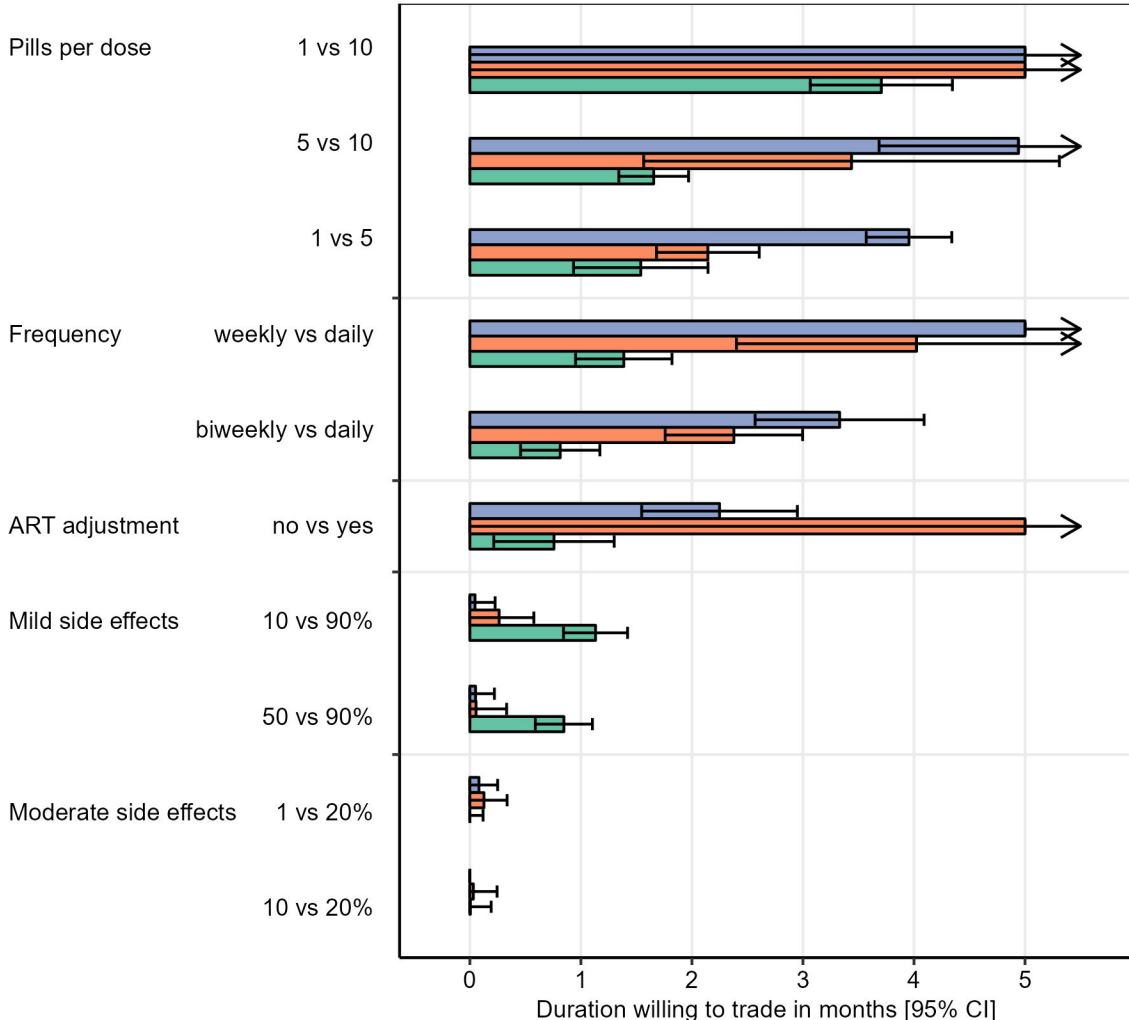 Pills per dose 1 vs 10
5 vs 10
1 vs 5
Frequency weekly vs daily
biweekly vs daily
ART adjustment no vs yes
Mild side effects 10 vs 90%
50 vs 90%
Moderate side effects 1 vs 20%
10 vs 20%
0 1 2 3 4 5
Duration willing to trade in months [95% CI]